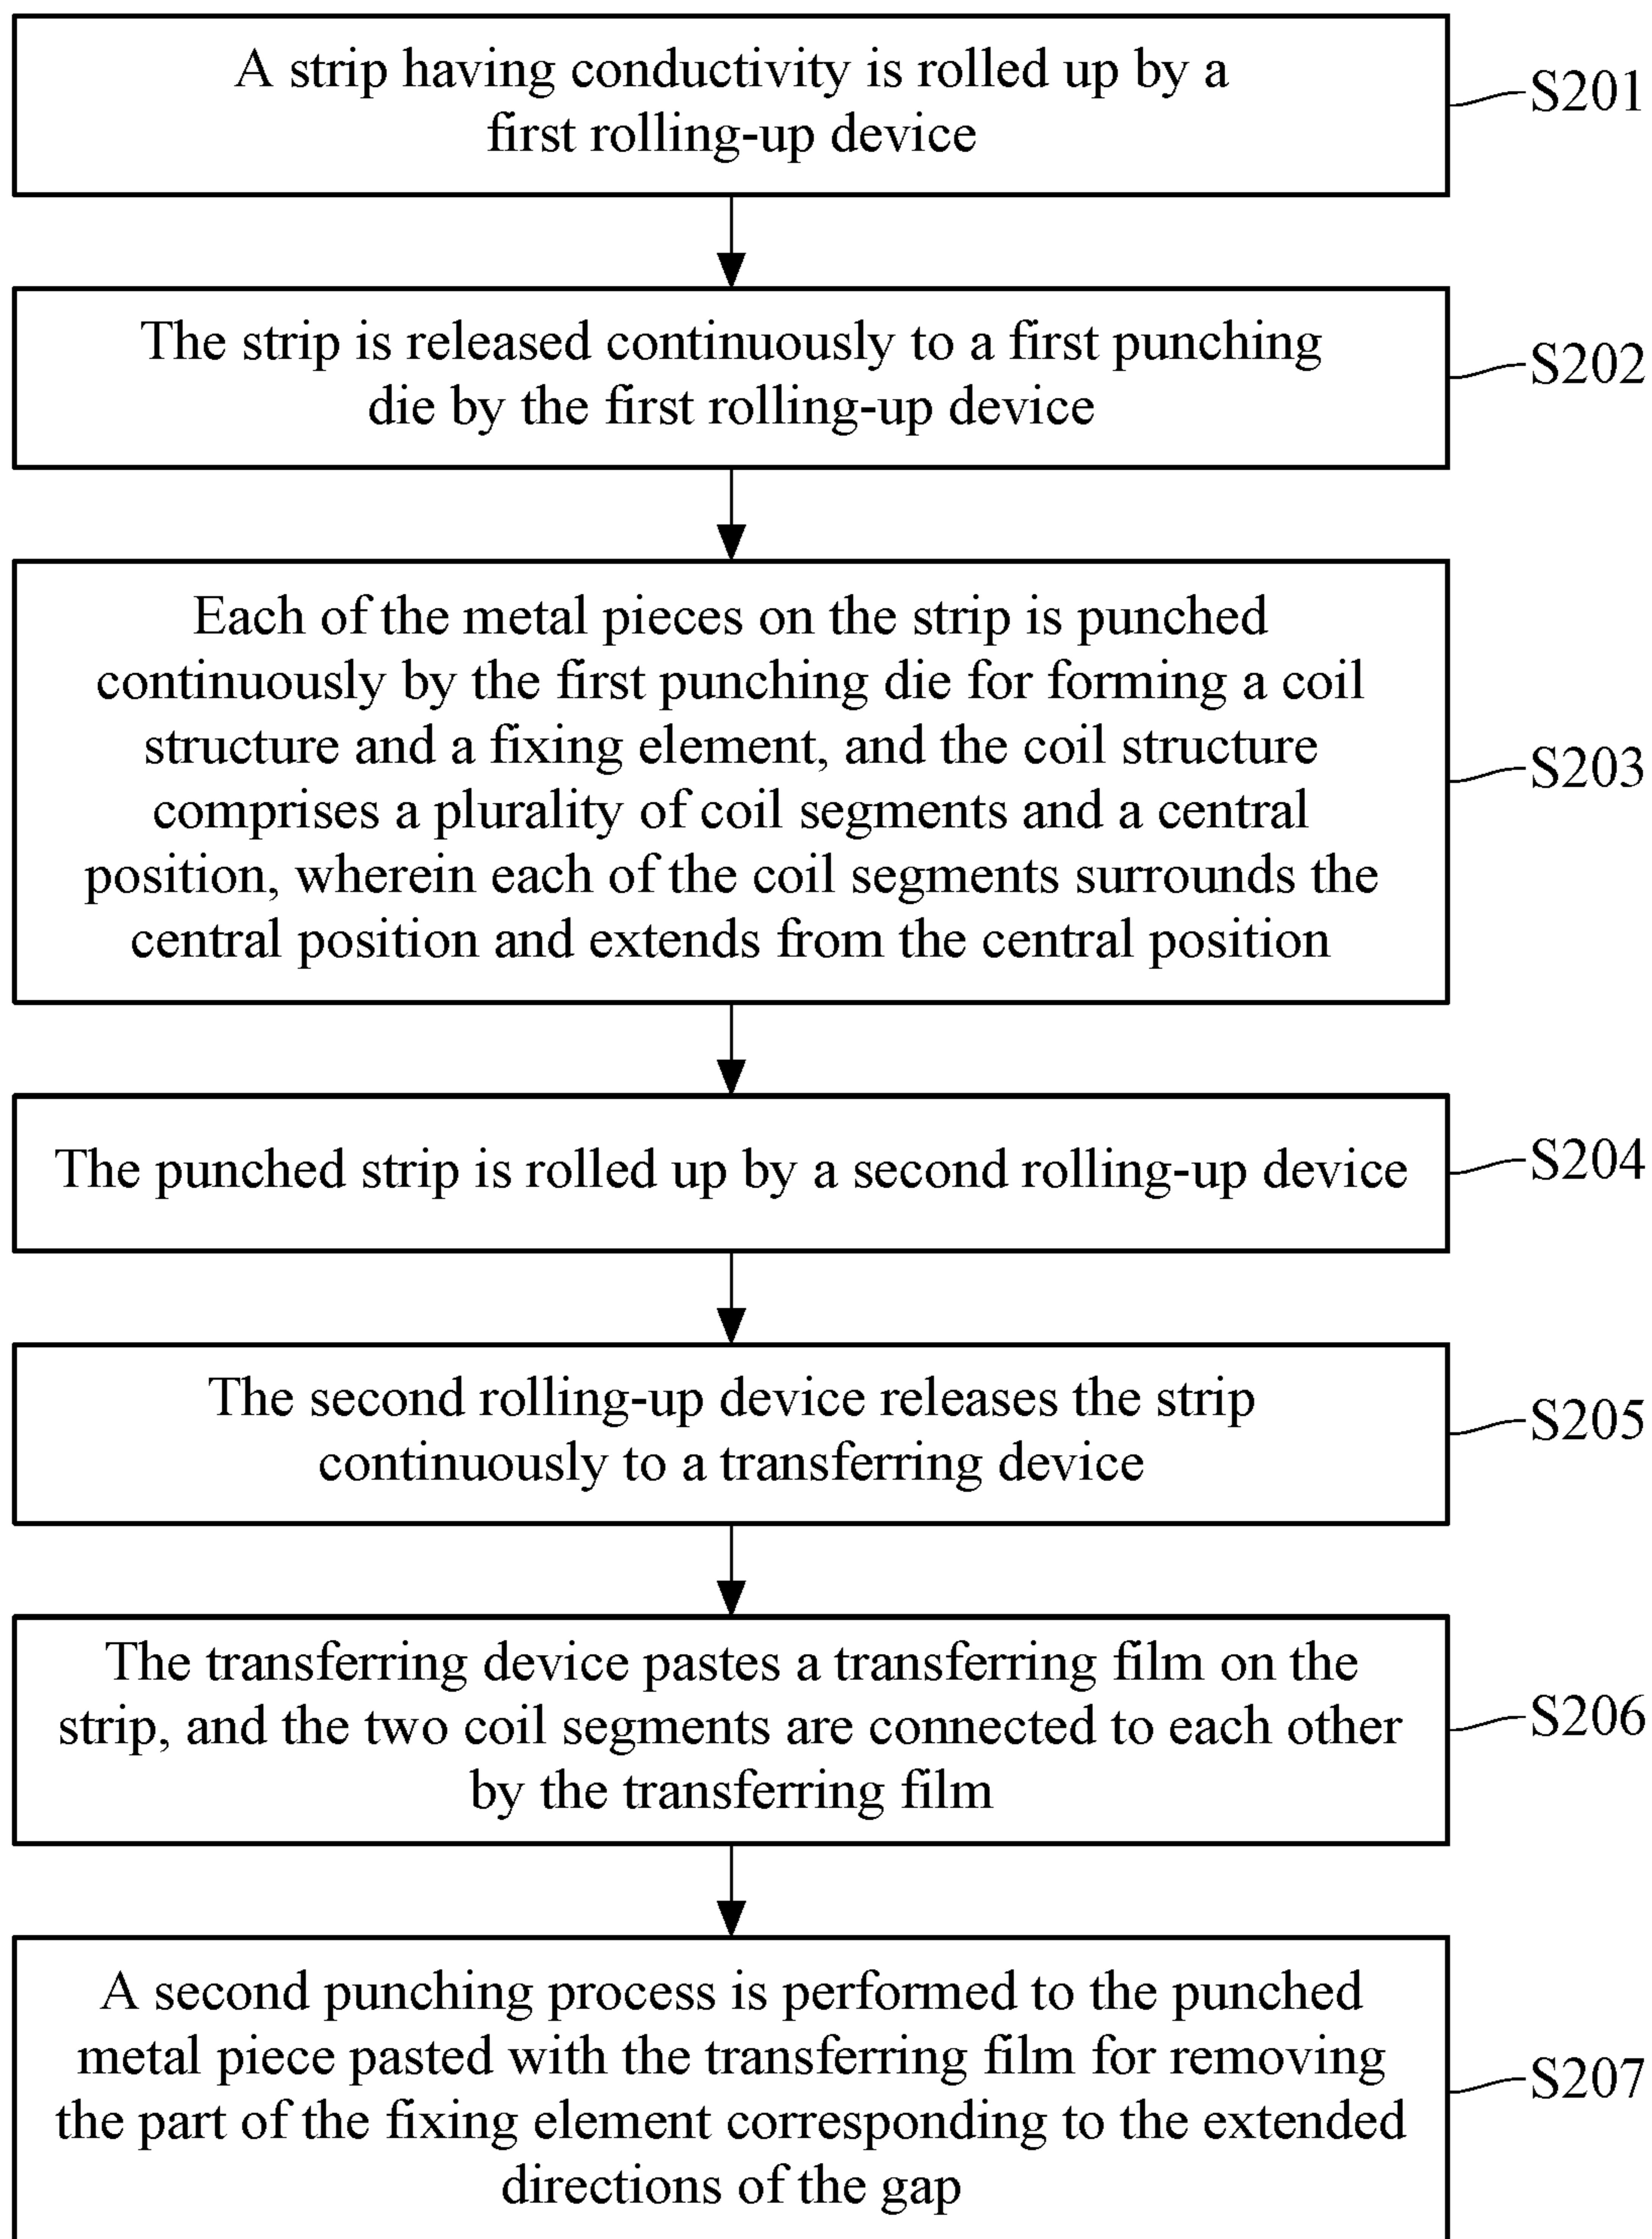 A strip having conductivity is rolled up by a
first rolling-up device
S201
The strip is released continuously to a first punching
die by the first rolling-up device
S202
Each of the metal pieces on the strip is punched
continuously by the first punching die for forming a coil
structure and a fixing element, and the coil structure
comprises a plurality of coil segments and a central
position, wherein each of the coil segments surrounds the
central position and extends from the central position
S203
The punched strip is rolled up by a second rolling-up device
S204
The second rolling-up device releases the strip
continuously to a transferring device
S205
The transferring device pastes a transferring film on the
strip, and the two coil segments are connected to each other
by the transferring film
S206
A second punching process is performed to the punched
metal piece pasted with the transferring film for removing
the part of the fixing element corresponding to the extended
directions of the gap
S207